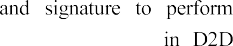 and signature to perform
in D2D